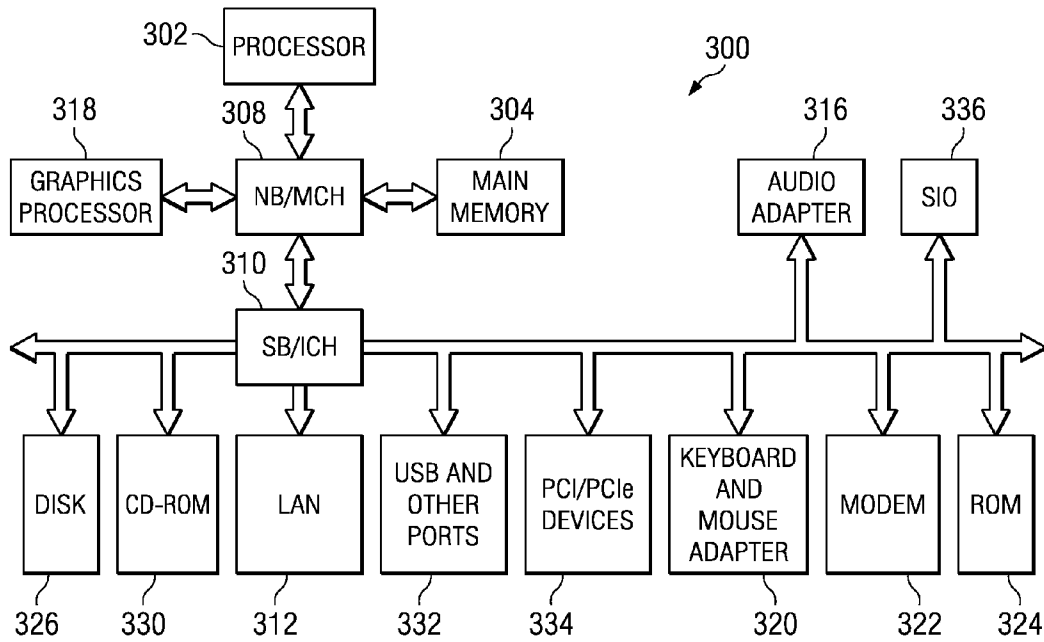 302
PROCESSOR
300
318
308
304
316
336
GRAPHICS
PROCESSOR
NB/MCH
MAIN
MEMORY
AUDIO
ADAPTER
SIO
310
SB/ICH
DISK
CD-ROM
LAN
USB AND
OTHER
PORTS
PCI/PCIe
DEVICES
KEYBOARD
AND
MOUSE
ADAPTER
MODEM
ROM
326
330
312
332
334
320
322
324